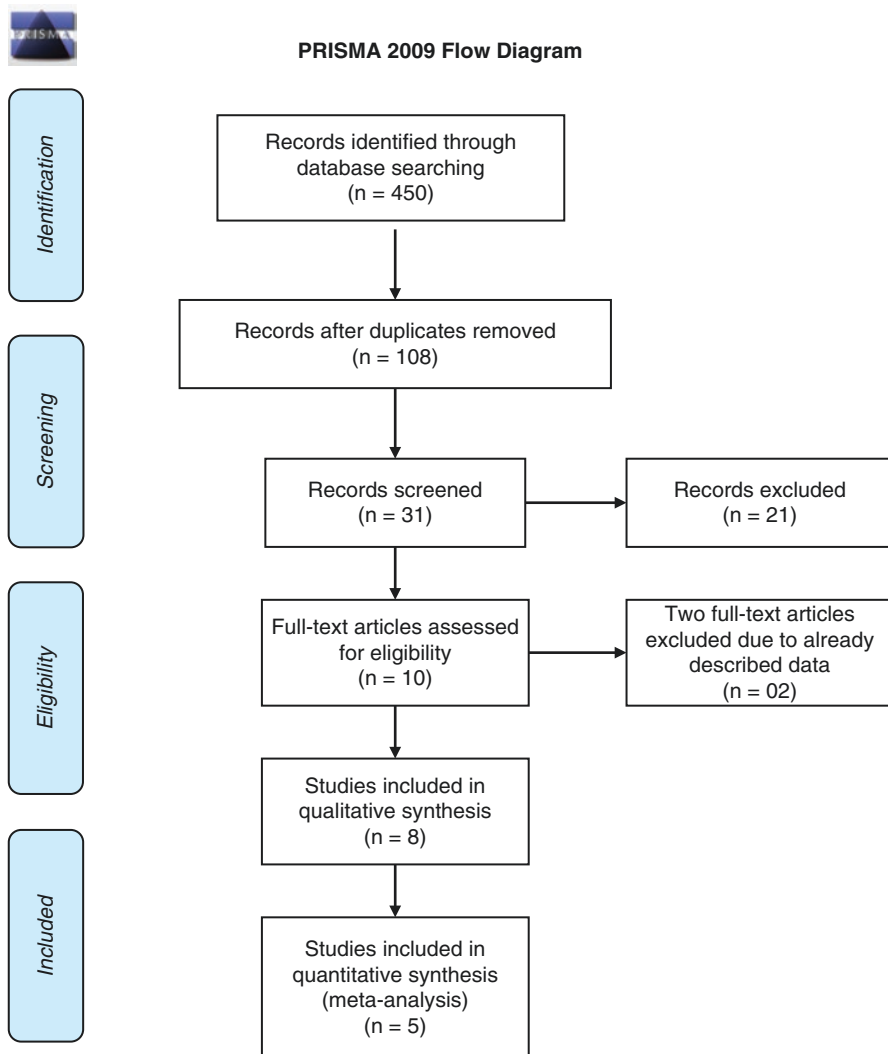 PRISMA
PRISMA 2009 Flow Diagram
Identification
Records identified through
database searching
(n = 450)
Records after duplicates removed
(n = 108)
Screening
Records screened
(n = 31)
Records excluded
(n = 21)
Eligibility
Full-text articles assessed
for eligibility
(n = 10)
Two full-text articles
excluded due to already
described data
(n = 02)
Studies included in
qualitative synthesis
(n = 8)
Included
Studies included in
quantitative synthesis
(meta-analysis)
(n = 5)